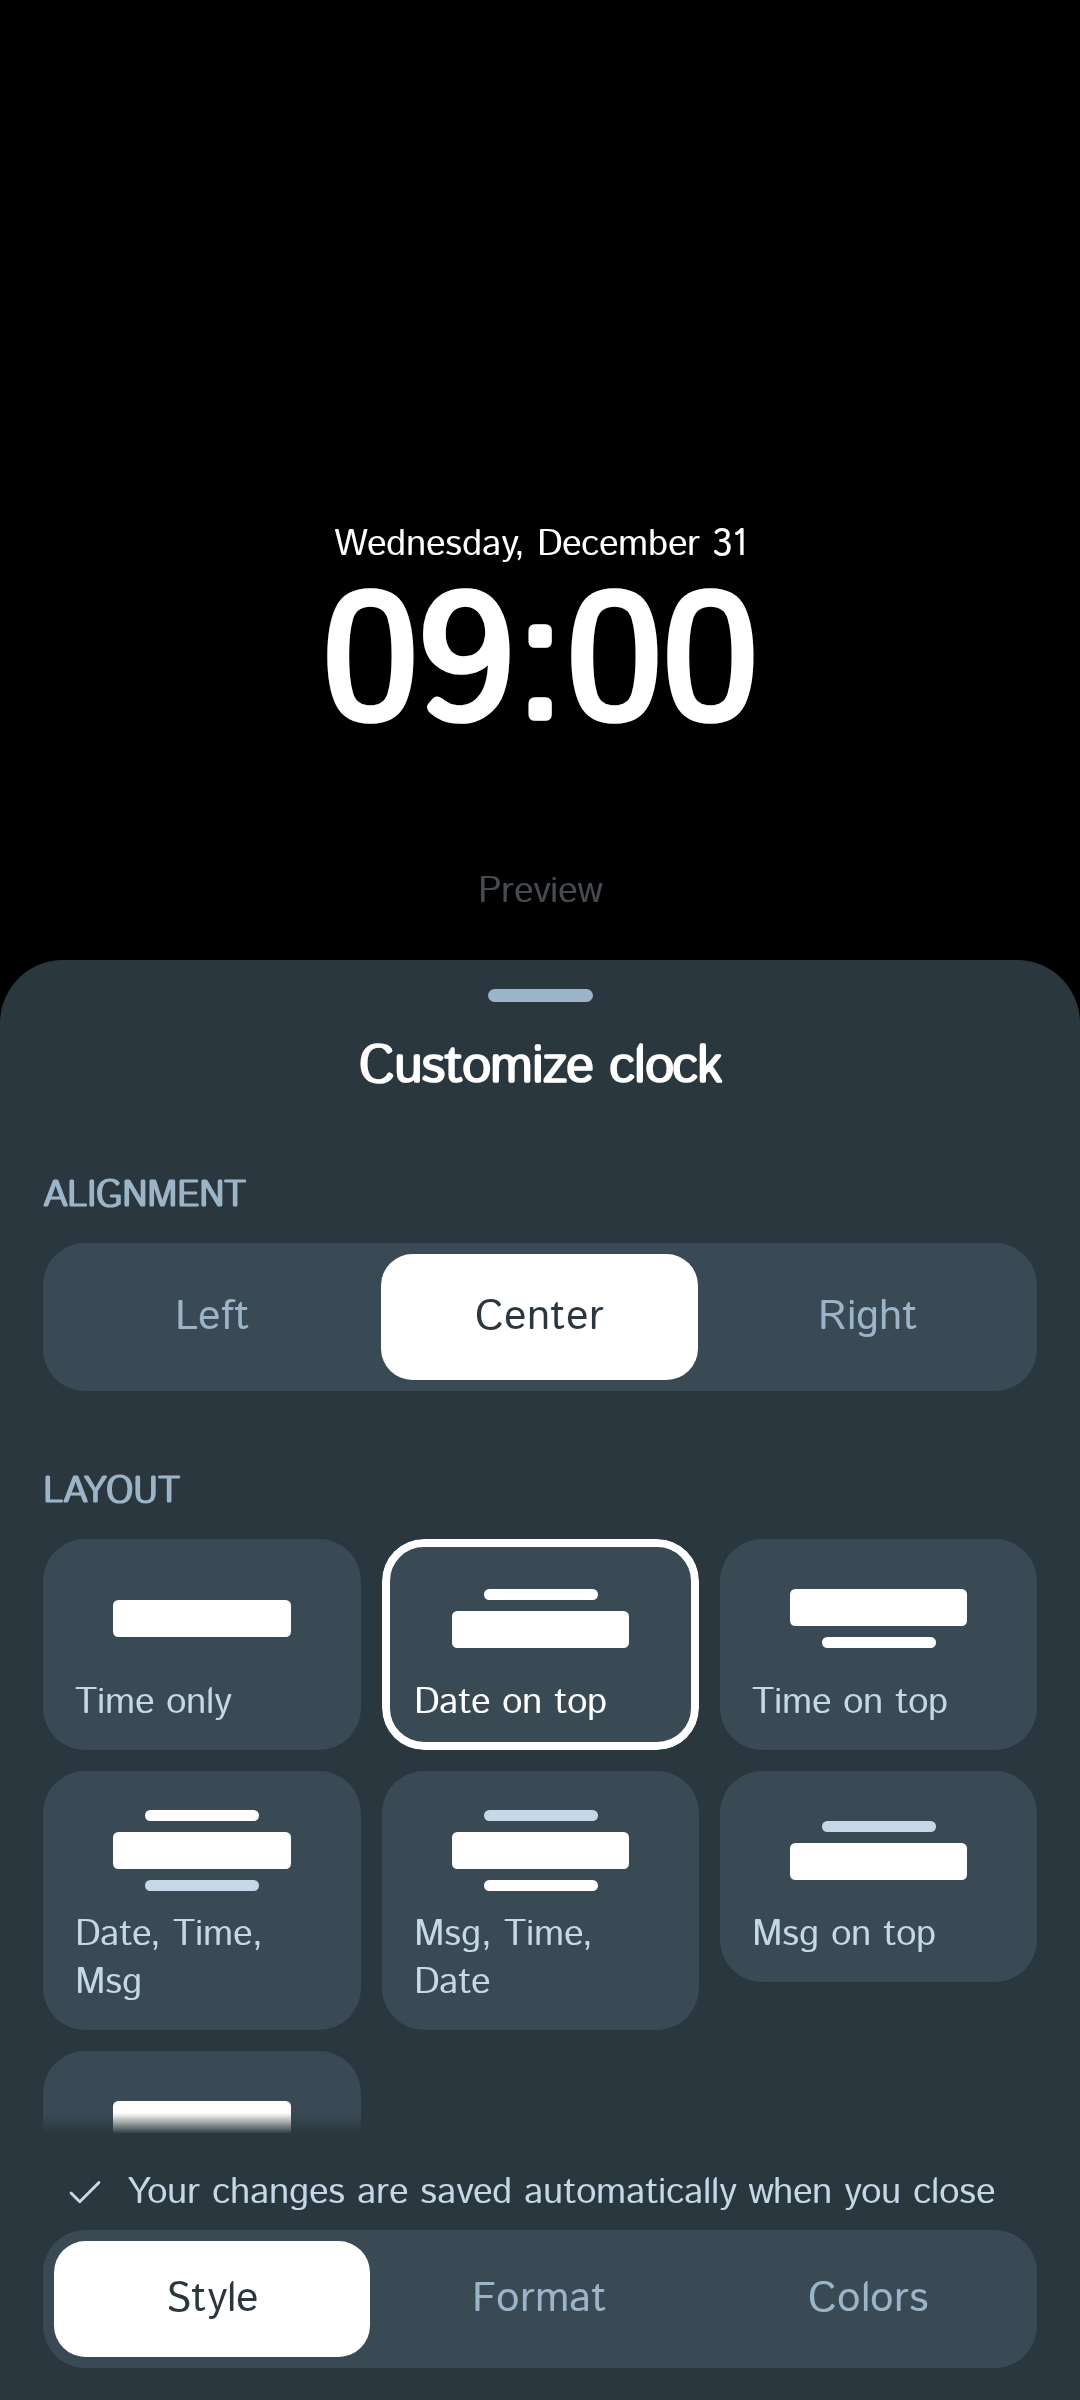 Wednesday, December 31
09:00
Preview
Customize clock
ALIGNMENT
Left
Center
Right
LAYOUT
Time only
Date on top
Time on top
Date, Time,
Msg
Msg, Time,
Date
Msg on top
Your changes are saved automatically when you close
Style
Format
Colors